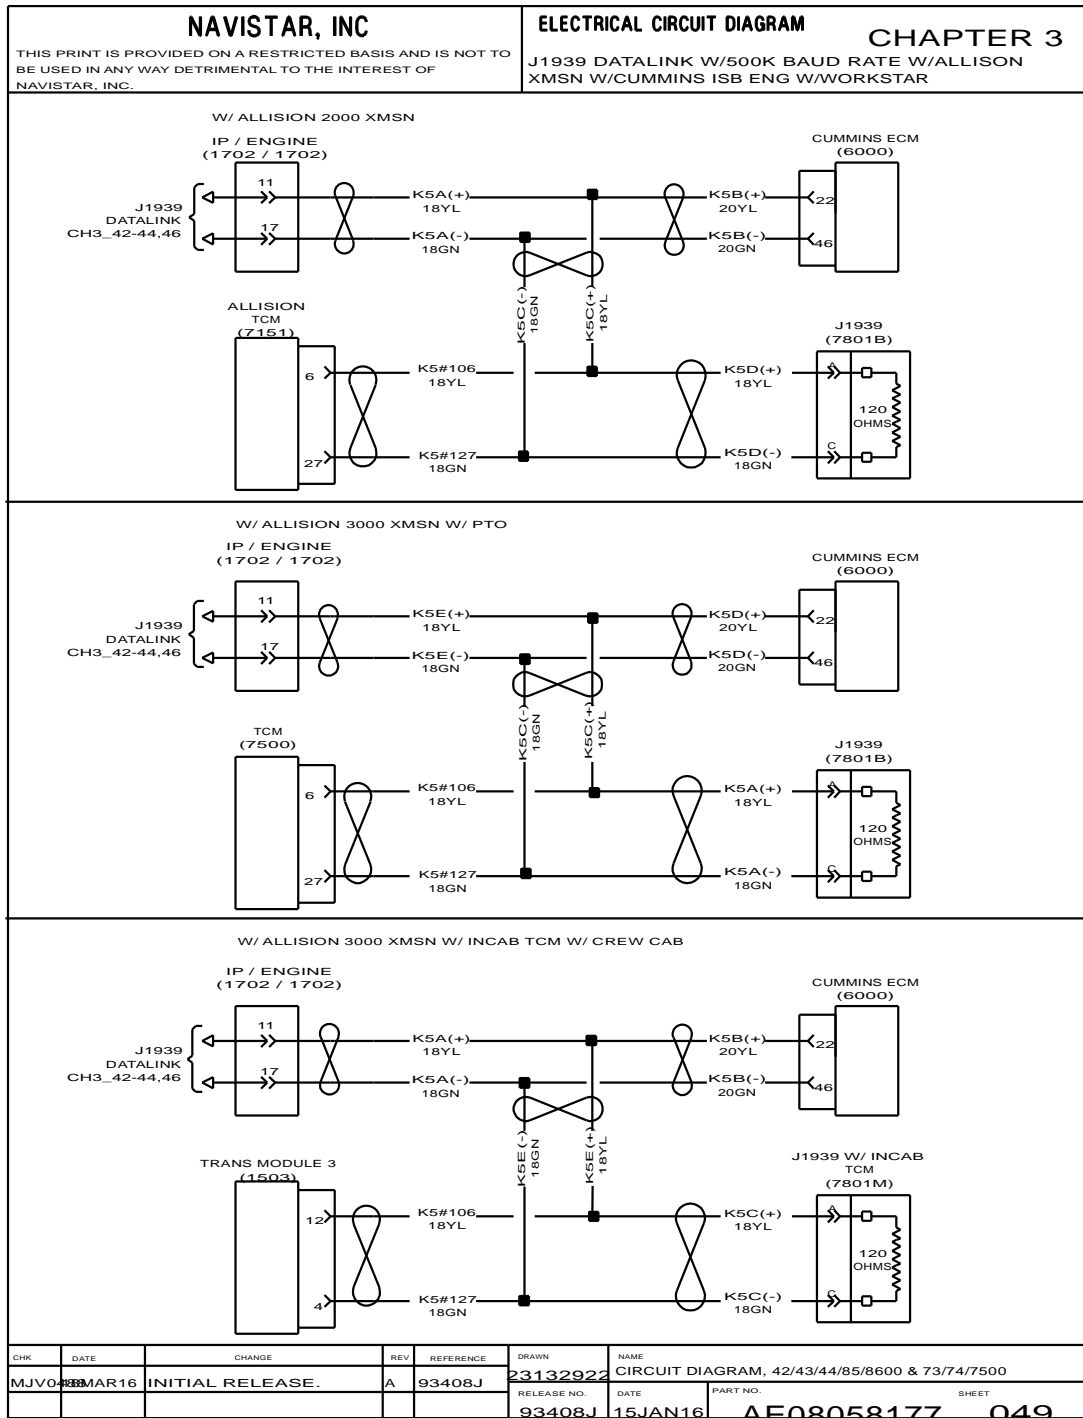 NAVISTAR, INC
THIS PRINT IS PROVIDED ON A RESTRICTED BASIS AND IS NOT TO
BE USED IN ANY WAY DETRIMENTAL TO THE INTEREST OF
NAVISTAR, INC.
ELECTRICAL CIRCUIT DIAGRAM
CHAPTER 3
J1939 DATALINK W/500K BAUD RATE W/ALLISON
XMSN W/CUMMINS ISB ENG W/WORKSTAR
W/ ALLISION 2000 XMSN
IP / ENGINE
(1702 / 1702)
CUMMINS ECM
(6000)
J1939
DATALINK
CH3_42-44,46
11
17
K5A(+)
18YL
K5A(-)
18GN
K5B(+)
20YL
K5B(-)
20GN
22
46
K5C(-)
18GN
K5C(+)
18YL
ALLISION
TCM
(7151)
6
27
K5#106
18YL
K5#127
18GN
K5D(+)
18YL
K5D(-)
18GN
J1939
(7801B)
A
C
120
OHMS
W/ ALLISION 3000 XMSN W/ PTO
IP / ENGINE
(1702 / 1702)
CUMMINS ECM
(6000)
J1939
DATALINK
CH3_42-44,46
11
17
K5E(+)
18YL
K5E(-)
18GN
K5D(+)
20YL
K5D(-)
20GN
22
46
K5C(-)
18GN
K5C(+)
18YL
TCM
(7500)
6
27
K5#106
18YL
K5#127
18GN
K5A(+)
18YL
K5A(-)
18GN
J1939
(7801B)
A
C
120
OHMS
W/ ALLISION 3000 XMSN W/ INCAB TCM W/ CREW CAB
IP / ENGINE
(1702 / 1702)
CUMMINS ECM
(6000)
J1939
DATALINK
CH3_42-44,46
11
17
K5A(+)
18YL
K5A(-)
18GN
K5B(+)
20YL
K5B(-)
20GN
22
46
K5E(-)
18GN
K5E(+)
18YL
TRANS MODULE 3
(1503)
12
4
K5#106
18YL
K5#127
18GN
K5C(+)
18YL
K5C(-)
18GN
J1939 W/ INCAB
TCM
(7801M)
A
C
120
OHMS
CHK DATE CHANGE REV REFERENCE
INITIAL RELEASE. A 93408J
DRAWN
23132922
NAME
CIRCUIT DIAGRAM, 42/43/44/85/8600 & 73/74/7500
RELEASE NO. DATE PART NO. SHEET
93408J 15JAN16 AE08058177 049